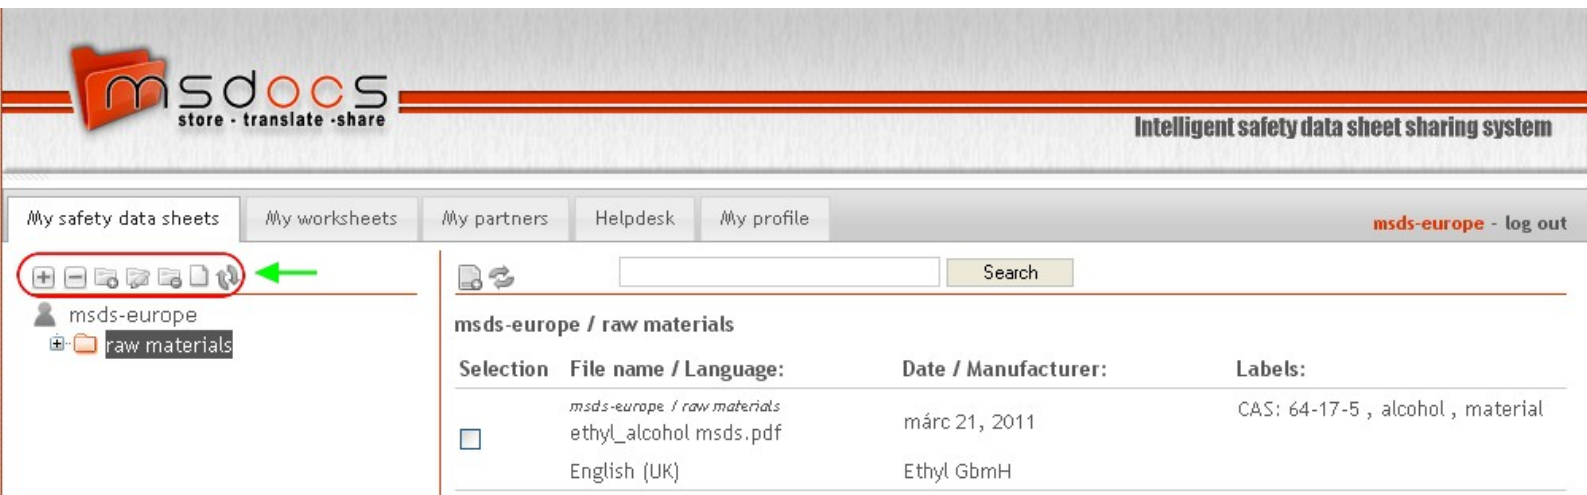 msdocs
store - translate -share
Intelligent safety data sheet sharing system
My safety data sheets My worksheets My partners Helpdesk My profile
msds-europe - log out
Search
msds-europe
raw materials
msds-europe / raw materials
Selection File name / Language: Date / Manufacturer: Labels:
msds-europe / raw materials
ethyl_alcohol msds.pdf márc 21, 2011 CAS: 64-17-5 , alcohol , material
English (UK) Ethyl GbmH